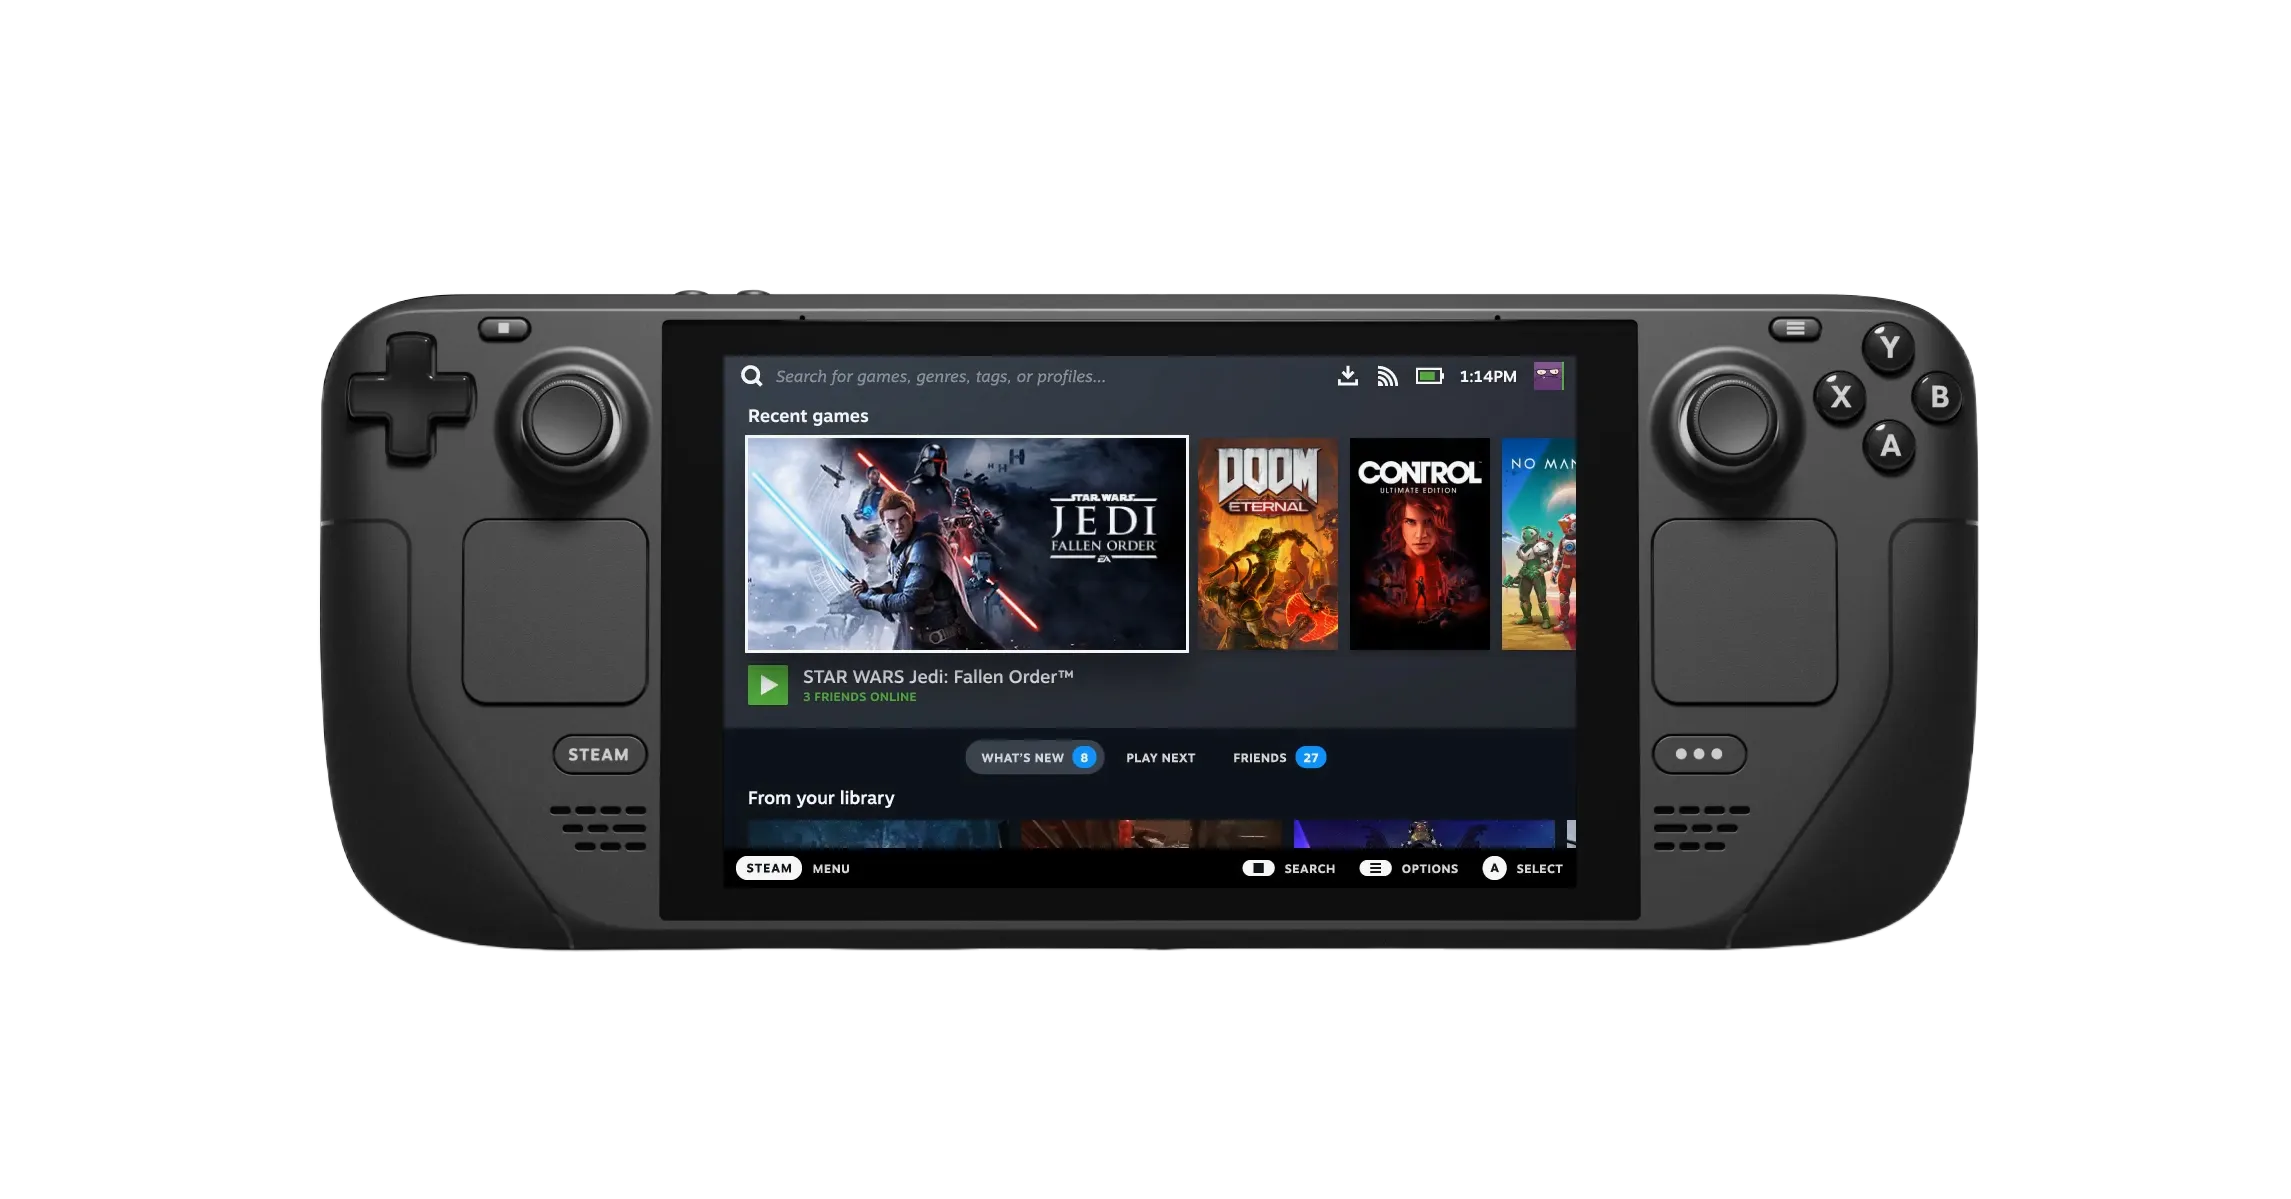 Search for games, genres, tags, or profiles...
1:14PM
Recent games
STAR WARS
JEDI
FALLEN ORDER
EA
DOOM
ETERNAL
CONTROL
ULTIMATE EDITION
NO MAN
STAR WARS Jedi: Fallen Order™
3 FRIENDS ONLINE
WHAT'S NEW 8 PLAY NEXT FRIENDS 27
From your library
STEAM MENU SEARCH OPTIONS A SELECT
STEAM
Y
X
B
A